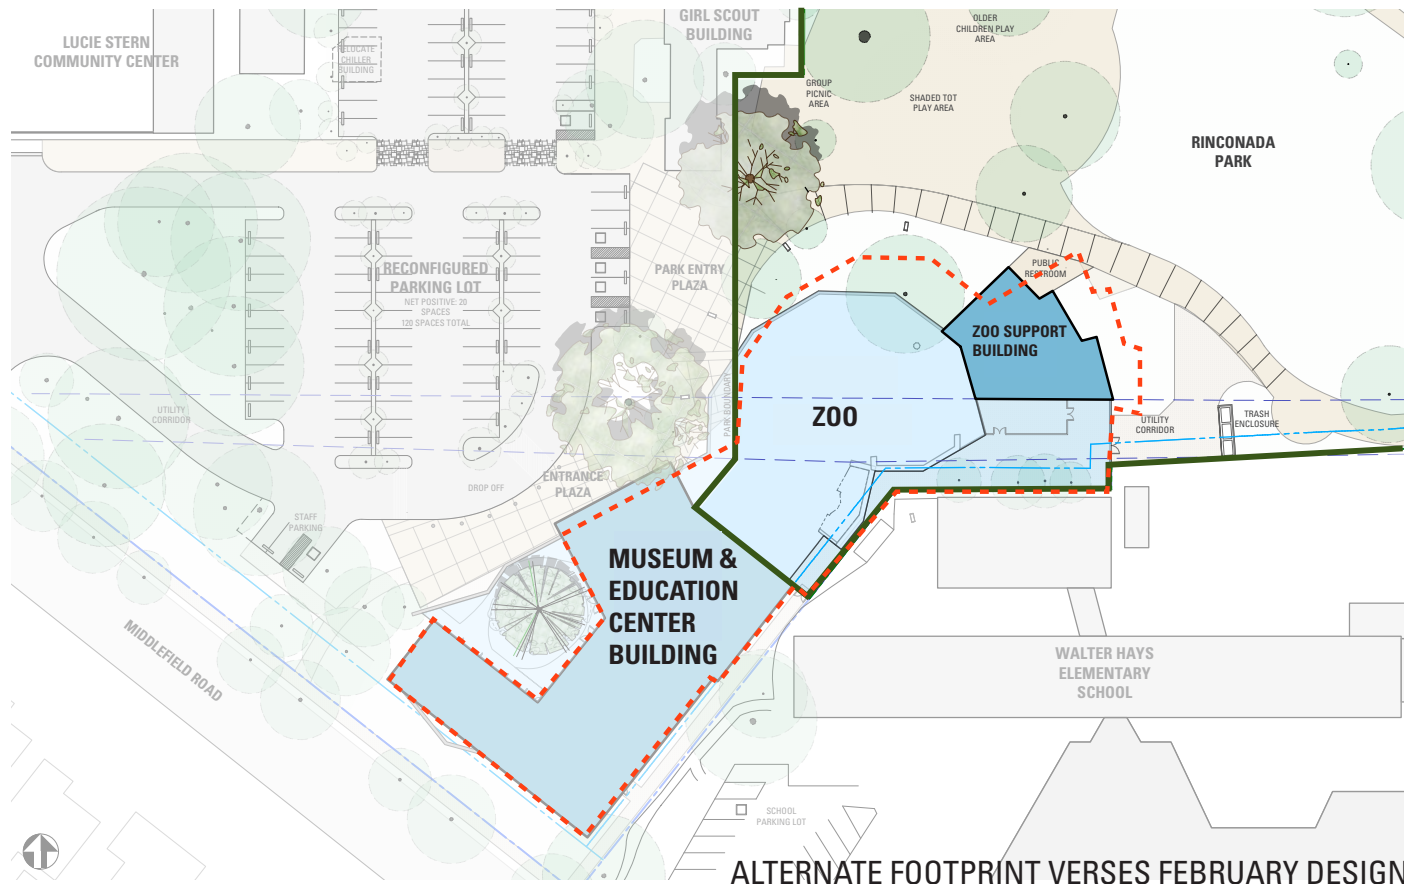 LUCIE STERN
COMMUNITY CENTER
RELOCATE
CHILLER
BUILDING
GIRL SCOUT
BUILDING
OLDER
CHILDREN PLAY
AREA
GROUP
PICNIC
AREA
SHADED TOT
PLAY AREA
RINCONADA
PARK
RECONFIGURED
PARKING LOT
NET POSITIVE: 20
SPACES
120 SPACES TOTAL
PARK ENTRY
PLAZA
PUBLIC
RESTROOM
ZOO SUPPORT
BUILDING
PARK BOUNDARY
ZOO
UTILITY
CORRIDOR
UTILITY
CORRIDOR
TRASH
ENCLOSURE
DROP OFF
ENTRANCE
PLAZA
STAFF
PARKING
MUSEUM &
EDUCATION
CENTER
BUILDING
MIDDLEFIELD ROAD
WALTER HAYS
ELEMENTARY
SCHOOL
SCHOOL
PARKING LOT
ALTERNATE FOOTPRINT VERSES FEBRUARY DESIGN